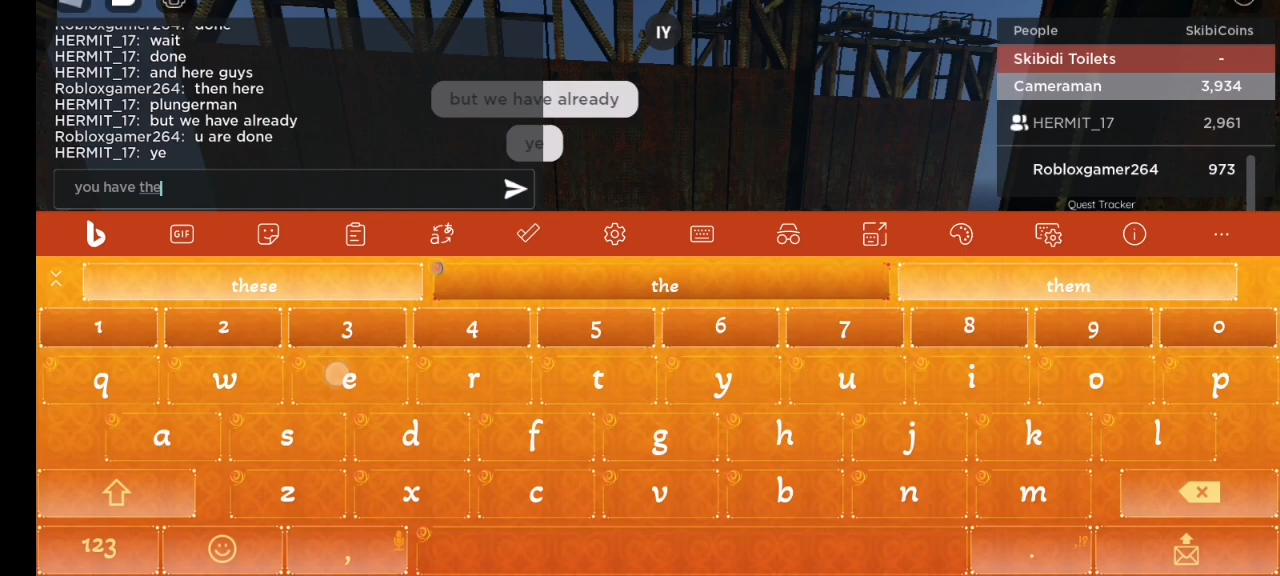 Robloxgamer264: done
HERMIT_17: wait
HERMIT_17: done
HERMIT_17: and here guys
Robloxgamer264: then here
HERMIT_17: plungerman
HERMIT_17: but we have already
Robloxgamer264: u are done
HERMIT_17: ye
you have the
IY
but we have already
ye
People SkibiCoins
Skibidi Toilets -
Cameraman 3,934
HERMIT_17 2,961
Robloxgamer264 973
Quest Tracker
GIF
these the them
1 2 3 4 5 6 7 8 9 0
q w e r t y u i o p
a s d f g h j k l
z x c v b n m
123 , . ,!?